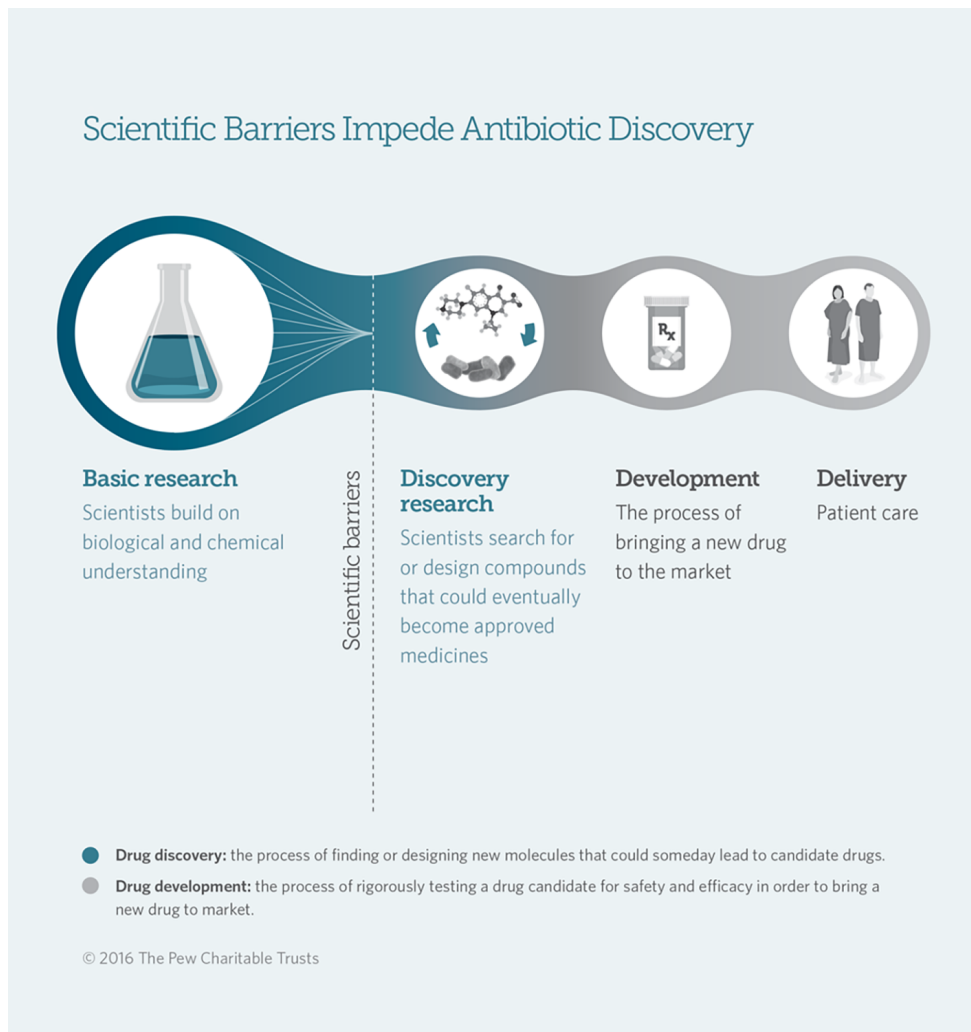 Scientific Barriers Impede Antibiotic Discovery
Rx
Basic research
Scientists build on
biological and chemical
understanding
Scientific barriers
Discovery
research
Scientists search for
or design compounds
that could eventually
become approved
medicines
Development
The process of
bringing a new drug
to the market
Delivery
Patient care
Drug discovery: the process of finding or designing new molecules that could someday lead to candidate drugs.
Drug development: the process of rigorously testing a drug candidate for safety and efficacy in order to bring a
new drug to market.
© 2016 The Pew Charitable Trusts